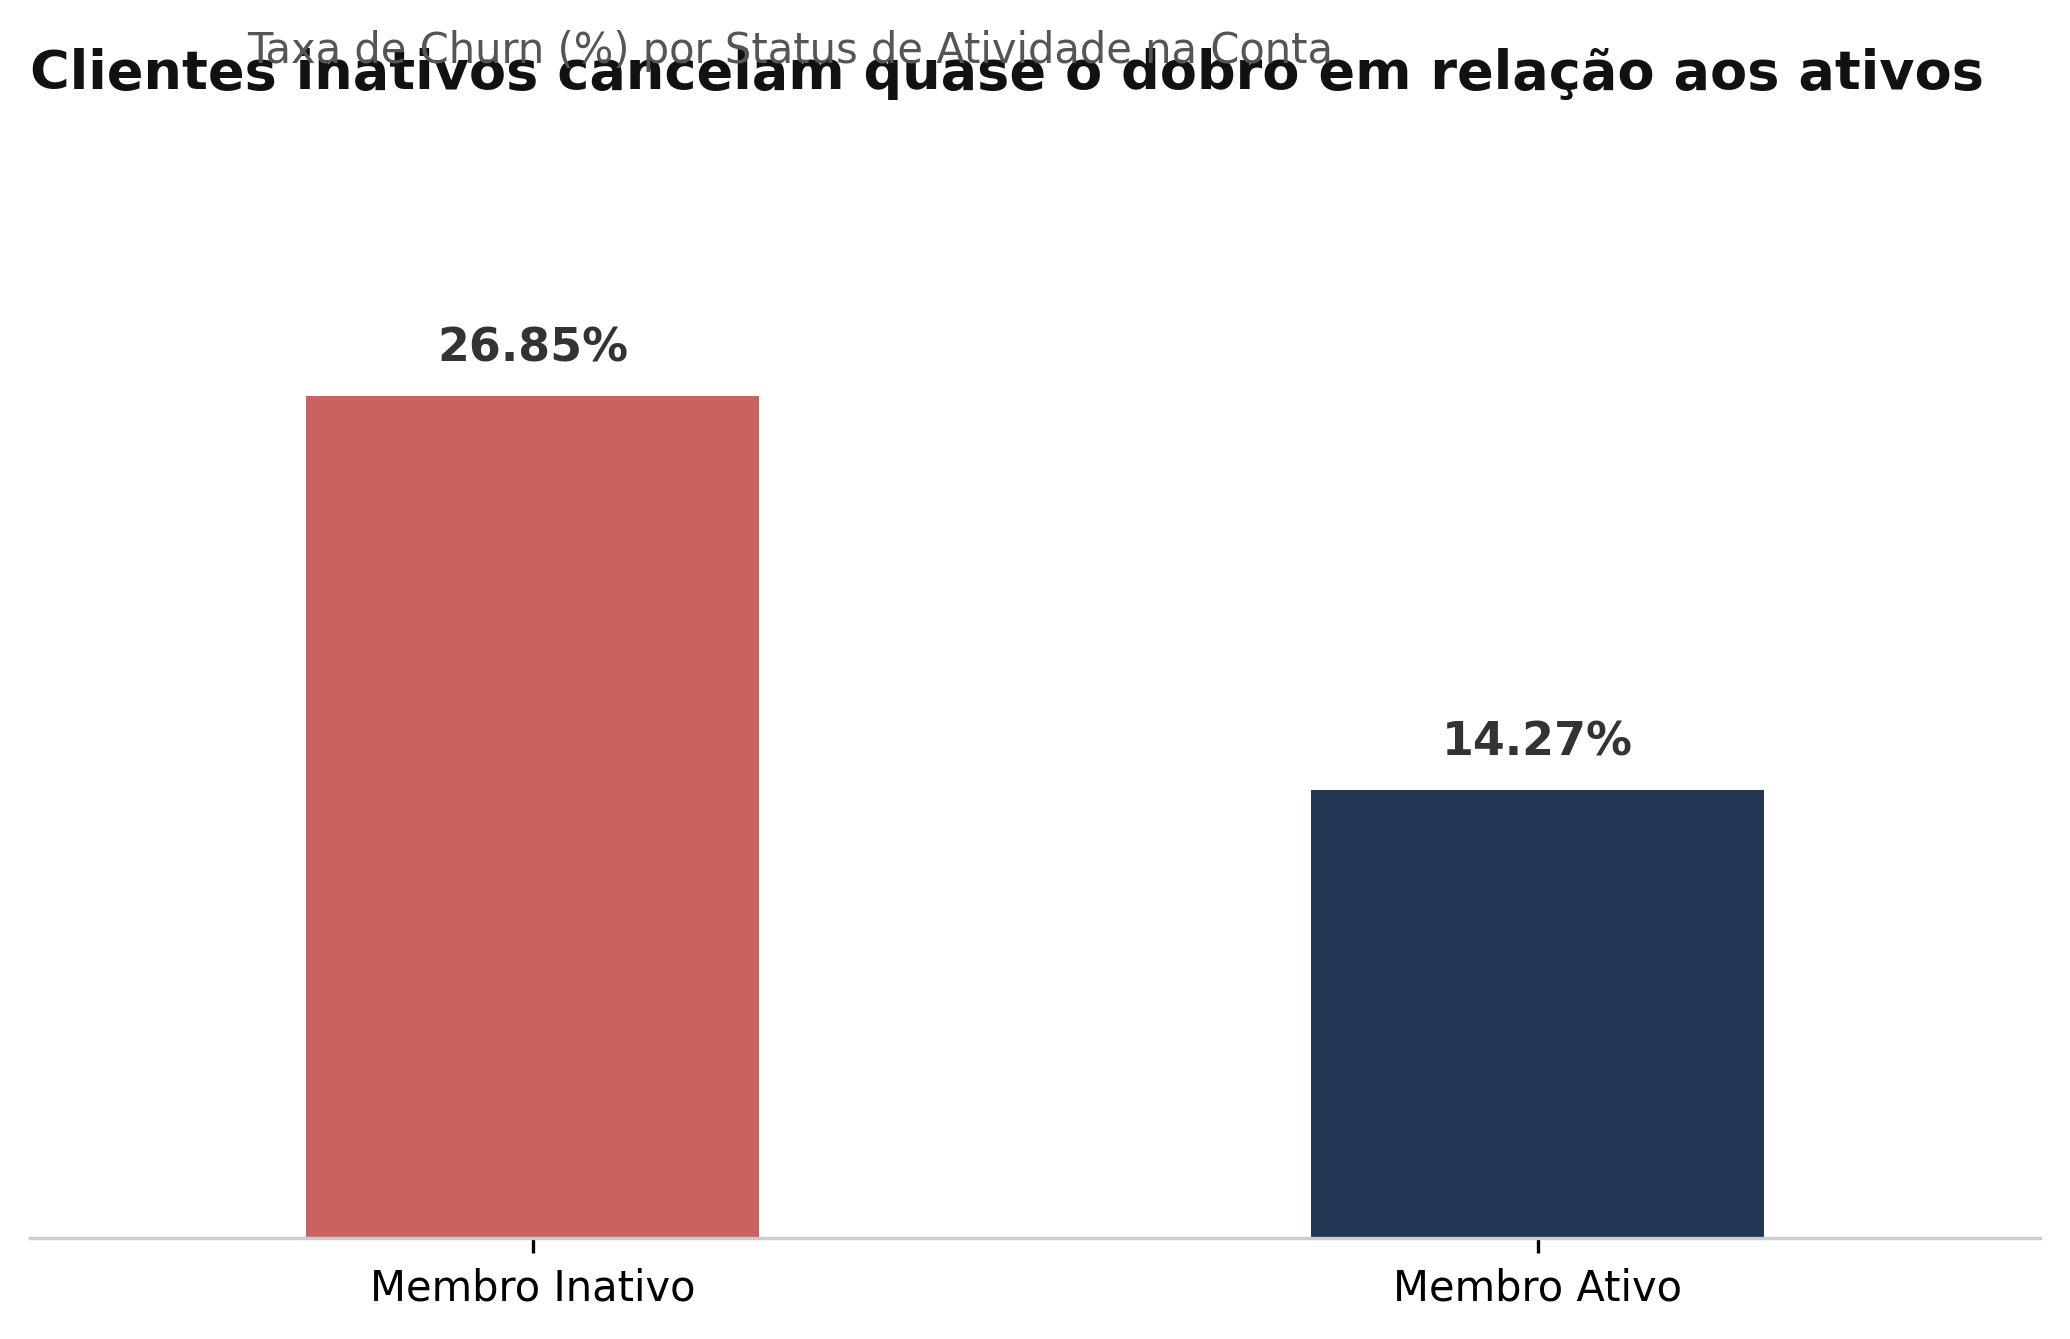 Taxa de Churn (%) por Status de Atividade na Conta
Clientes inativos cancelam quase o dobro em relação aos ativos
26.85%
14.27%
Membro Inativo
Membro Ativo